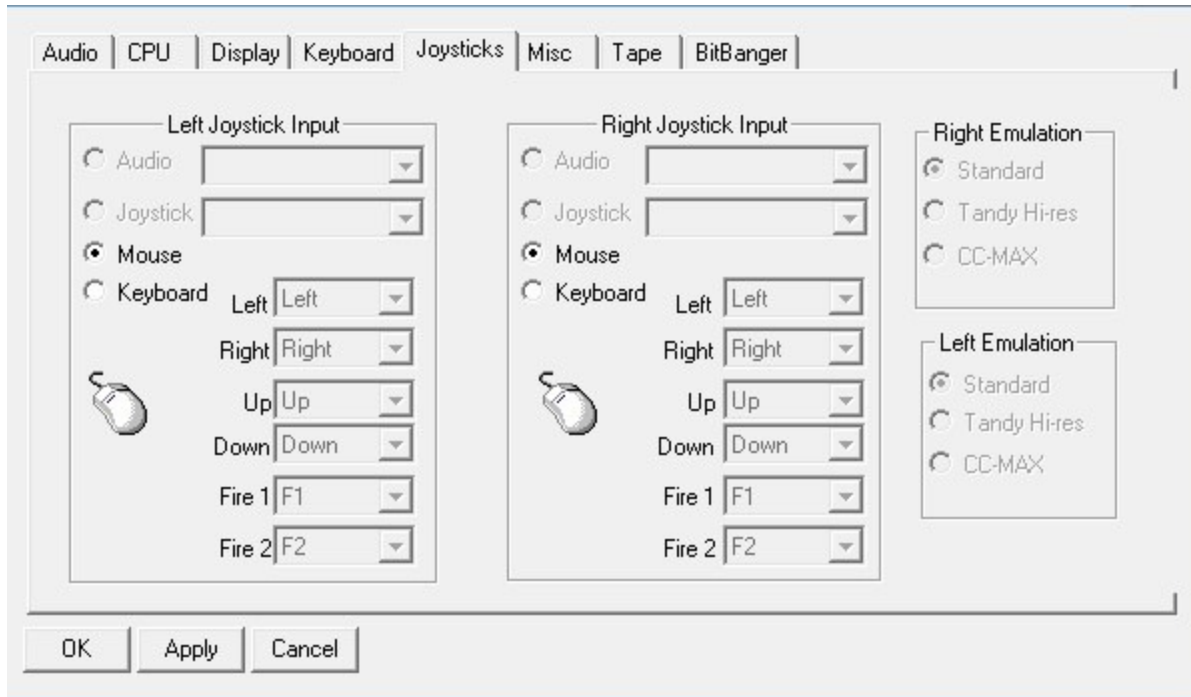 Audio CPU Display Keyboard Joysticks Misc Tape BitBanger
Left Joystick Input
Audio
Joystick
Mouse
Keyboard
Left Left
Right Right
Up Up
Down Down
Fire 1 F1
Fire 2 F2
Right Joystick Input
Audio
Joystick
Mouse
Keyboard
Left Left
Right Right
Up Up
Down Down
Fire 1 F1
Fire 2 F2
Right Emulation
Standard
Tandy Hi-res
CC-MAX
Left Emulation
Standard
Tandy Hi-res
CC-MAX
OK Apply Cancel